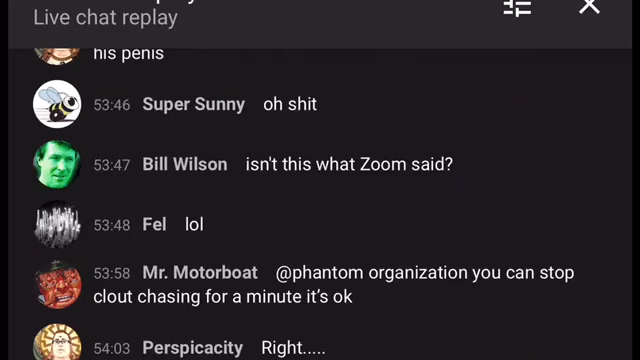 Live chat replay
his penis
53:46 Super Sunny oh shit
53:47 Bill Wilson isn't this what Zoom said?
53:48 Fel lol
53:58 Mr. Motorboat @phantom organization you can stop
clout chasing for a minute it's ok
54:03 Perspicacity Right.....